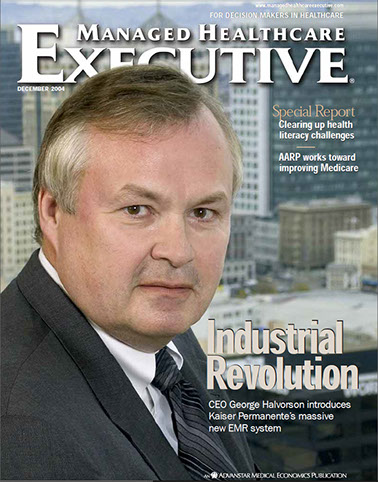 www.managedhealthcareexecutive.com
FOR DECISION MAKERS IN HEALTHCARE
MANAGED HEALTHCARE
EXECUTIVE®
DECEMBER 2004
Special Report
Clearing up health
literacy challenges
AARP works toward
improving Medicare
Industrial
Revolution
CEO George Halvorson introduces
Kaiser Permanente's massive
new EMR system
AN ADVANSTAR MEDICAL ECONOMICS PUBLICATION